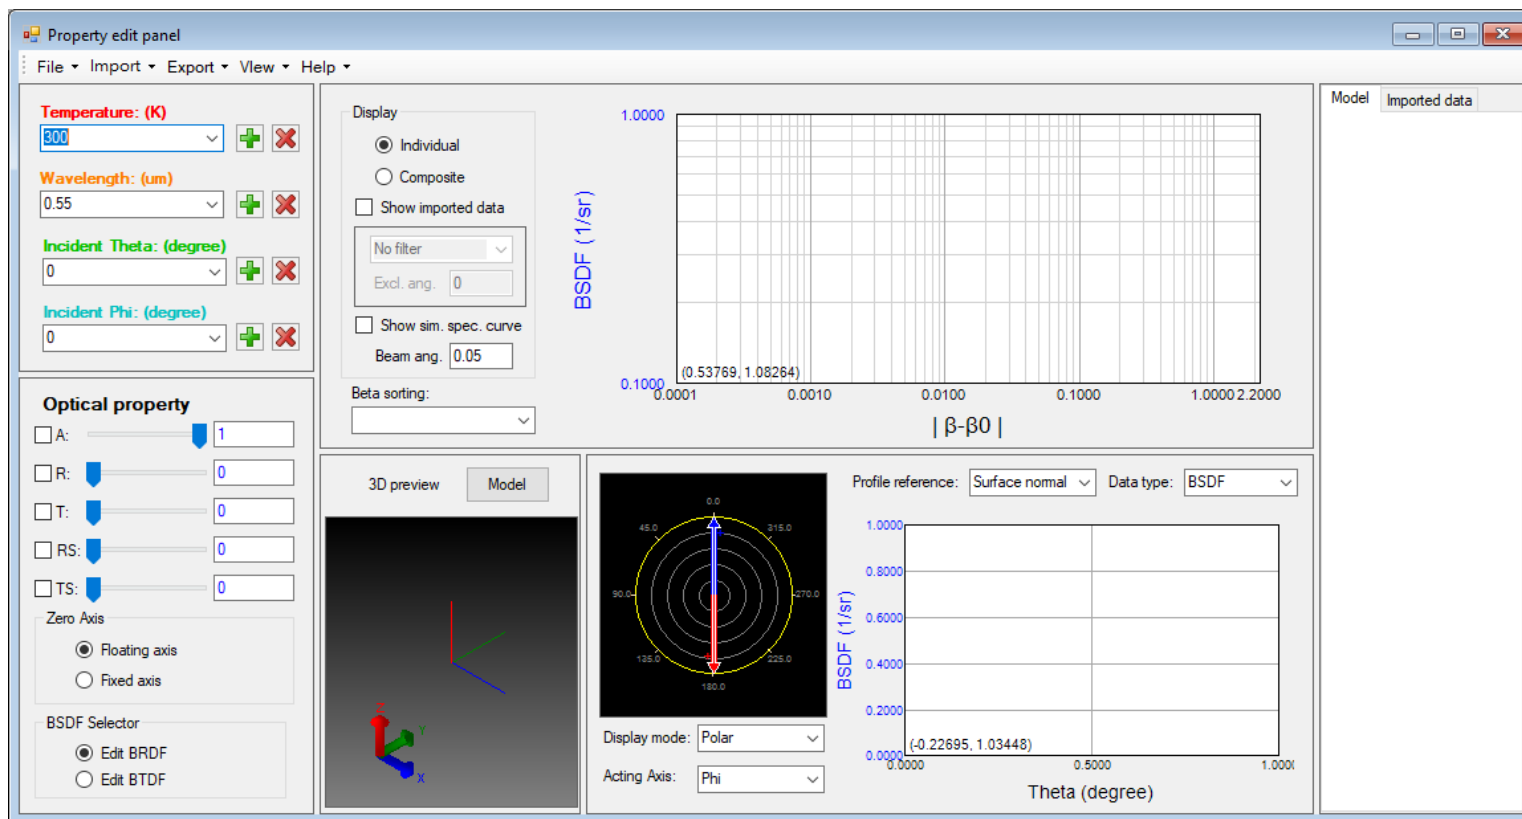 Property edit panel
File Import Export VIew Help
Temperature: (K)
300
Wavelength: (um)
0.55
Incident Theta: (degree)
0
Incident Phi: (degree)
0
Optical property
A: 1
R: 0
T: 0
RS: 0
TS: 0
Zero Axis
Floating axis
Fixed axis
BSDF Selector
Edit BRDF
Edit BTDF
Display
Individual
Composite
Show imported data
No filter
Excl. ang. 0
Show sim. spec. curve
Beam ang. 0.05
Beta sorting:
BSDF (1/sr)
1.0000
0.1000
(0.53769, 1.08264)
0.0001 0.0010 0.0100 0.1000 1.0000 2.2000
| β-β0 |
3D preview Model
Z
Y
X
0.0
45.0 315.0
90.0 270.0
135.0 225.0
180.0
Display mode: Polar
Acting Axis: Phi
Profile reference: Surface normal Data type: BSDF
BSDF (1/sr)
1.0000
0.8000
0.6000
0.4000
0.2000
0.0000
(-0.22695, 1.03448)
0.0000 0.5000 1.000
Theta (degree)
Model Imported data